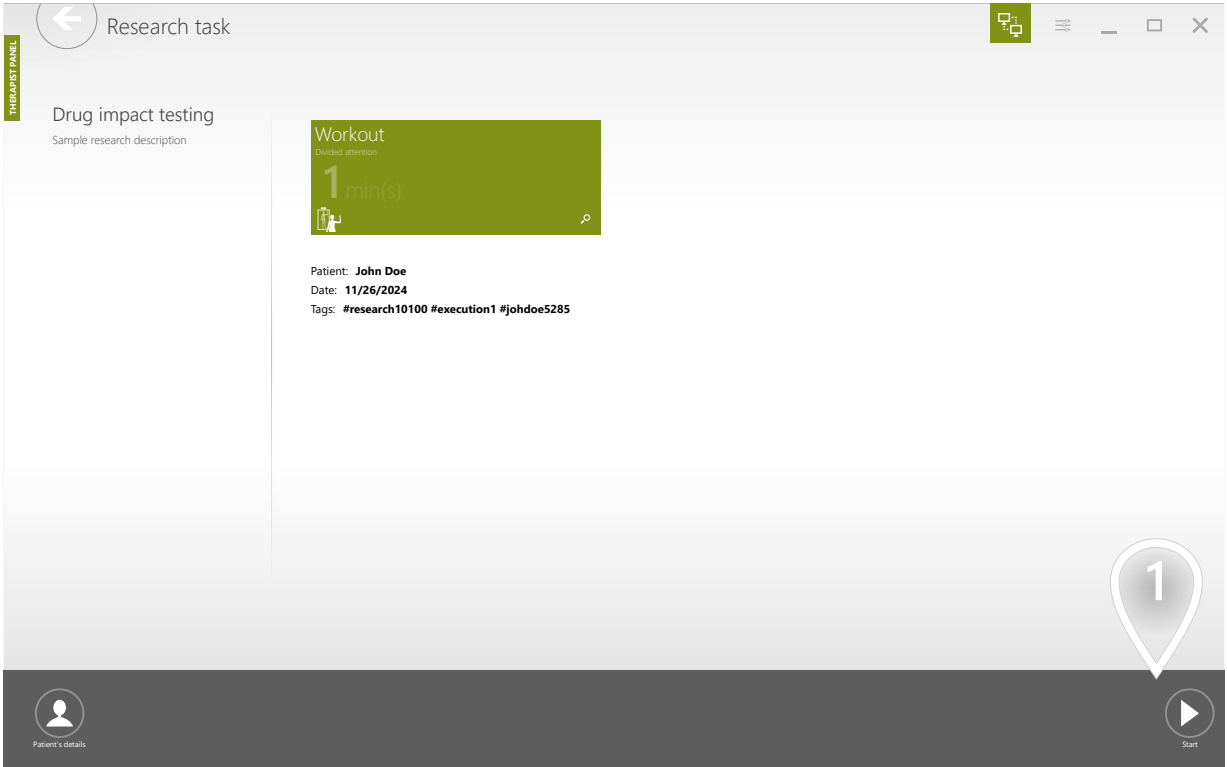 Research task
THERAPIST PANEL
Drug impact testing
Sample research description
Workout
Divided attention
1 min(s)
Patient: John Doe
Date: 11/26/2024
Tags: #research10100 #execution1 #johdoe5285
1
Patient's details
Start